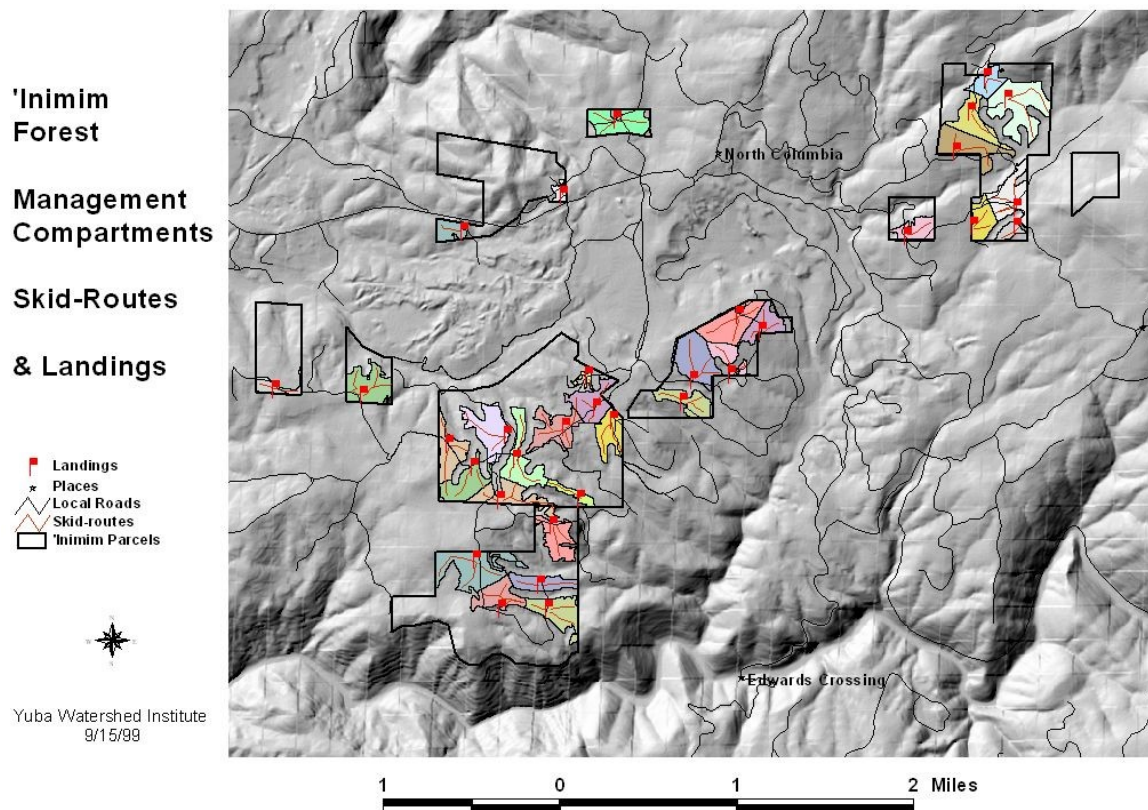 'Inimim
Forest
Management
Compartments
Skid-Routes
& Landings
Landings
Places
Local Roads
Skid-routes
'Inimim Parcels
Yuba Watershed Institute
9/15/99
North Columbia
Edwards Crossing
1 0 1 2 Miles